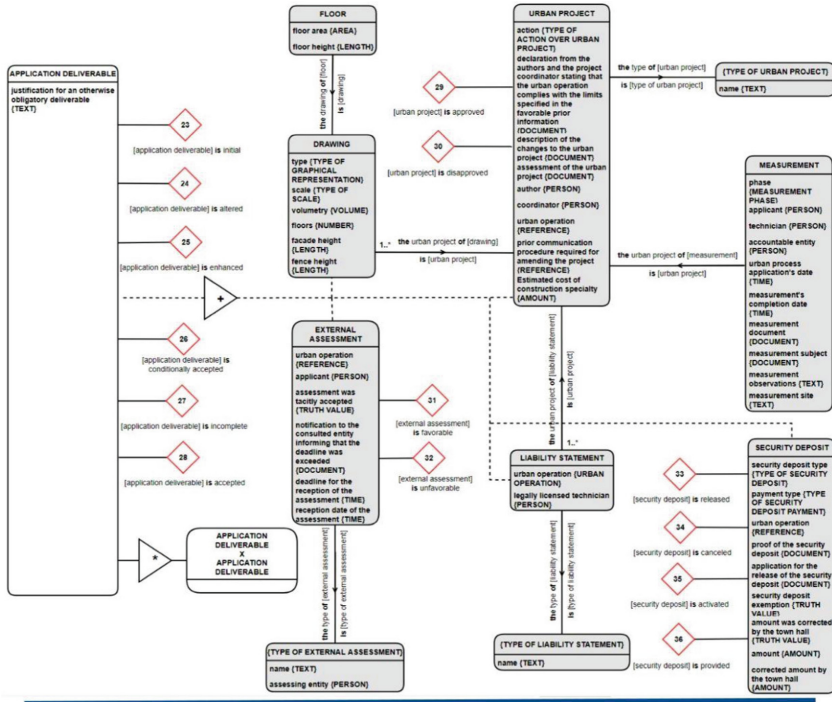 FLOOR
floor area {AREA}
floor height {LENGTH}
URBAN PROJECT
action {TYPE OF
ACTION OVER URBAN
PROJECT}
declaration from the
authors and the project
coordinator stating that
the urban operation
complies with the limits
specified in the
favorable prior
information
{DOCUMENT}
description of the
changes to the urban
project {DOCUMENT}
assessment of the urban
project {DOCUMENT}
author {PERSON}
coordinator {PERSON}
urban operation
{REFERENCE}
prior communication
procedure required for
amending the project
{REFERENCE}
Estimated cost of
construction specialty
{AMOUNT}
the type of [urban project]
is [type of urban project]
{TYPE OF URBAN PROJECT}
name {TEXT}
APPLICATION DELIVERABLE
justification for an otherwise
obligatory deliverable
{TEXT}
the drawing of [floor]
is [drawing]
23
[application deliverable] is initial
24
[application deliverable] is altered
25
[application deliverable] is enhanced
+
26
[application deliverable] is
conditionally accepted
27
[application deliverable] is incomplete
28
[application deliverable] is accepted
*
APPLICATION
DELIVERABLE
X
APPLICATION
DELIVERABLE
29
[urban project] is approved
30
[urban project] is disapproved
DRAWING
type {TYPE OF
GRAPHICAL
REPRESENTATION}
scale {TYPE OF
SCALE}
volumetry {VOLUME}
floors {NUMBER}
facade height
{LENGTH}
fence height
{LENGTH}
1..*
the urban project of [drawing]
is [urban project]
MEASUREMENT
phase
{MEASUREMENT
PHASE}
applicant {PERSON}
technician {PERSON}
accountable entity
{PERSON}
urban process
application's date
{TIME}
measurement's
completion date
{TIME}
measurement
document
{DOCUMENT}
measurement subject
{DOCUMENT}
measurement
observations {TEXT}
measurement site
{TEXT}
the urban project of [measurement]
is [urban project]
EXTERNAL
ASSESSMENT
urban operation
{REFERENCE}
applicant {PERSON}
assessment was
tacitly accepted
{TRUTH VALUE}
notification to the
consulted entity
informing that the
deadline was
exceeded
{DOCUMENT}
deadline for the
reception of the
assessment {TIME}
reception date of the
assessment {TIME}
31
[external assessment]
is favorable
32
[external assessment]
is unfavorable
the type of [external assessment]
is [type of external assessment]
{TYPE OF EXTERNAL ASSESSMENT}
name {TEXT}
assessing entity {PERSON}
the urban project of [liability statement]
is [urban project]
1..*
LIABILITY STATEMENT
urban operation {URBAN
OPERATION}
legally licensed technician
{PERSON}
the type of [liability statement]
is [type of liability statement]
{TYPE OF LIABILITY STATEMENT}
name {TEXT}
33
[security deposit] is released
34
[security deposit] is canceled
35
[security deposit] is activated
36
[security deposit] is provided
SECURITY DEPOSIT
security deposit type
{TYPE OF SECURITY
DEPOSIT}
payment type {TYPE OF
SECURITY DEPOSIT PAYMENT}
urban operation
{REFERENCE}
proof of the security
deposit {DOCUMENT}
application for the
release of the security
deposit {DOCUMENT}
security deposit
exemption {TRUTH
VALUE}
amount was corrected
by the town hall
{TRUTH VALUE}
amount {AMOUNT}
corrected amount by
the town hall
{AMOUNT}